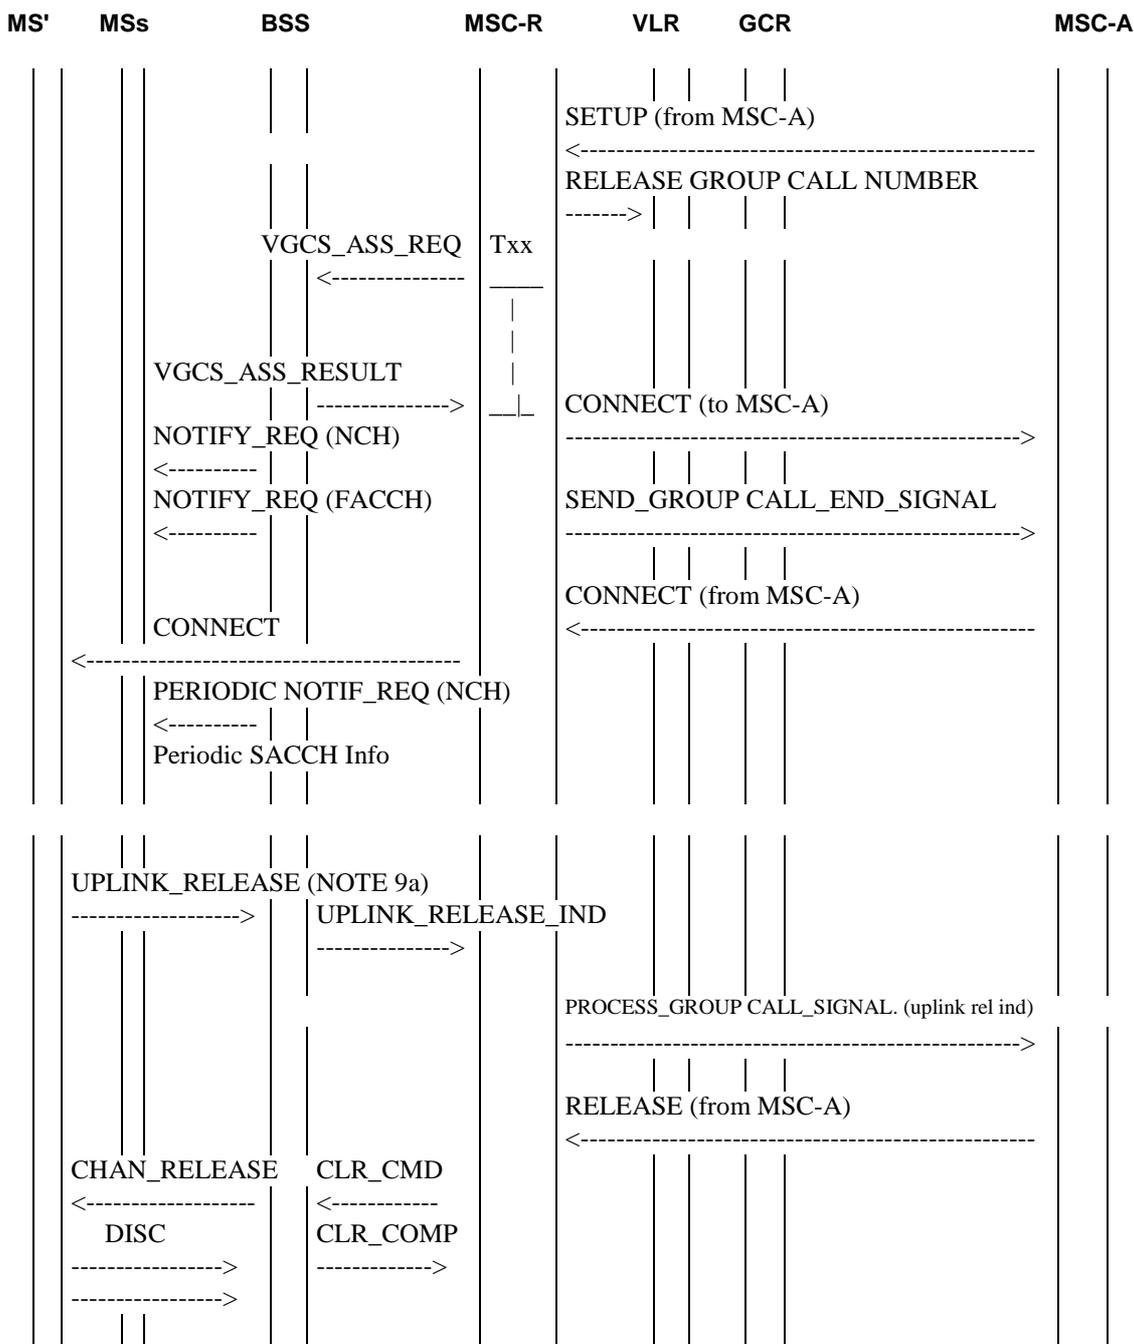 MS' MSs BSS MSC-R VLR GCR MSC-A
SETUP (from MSC-A)
RELEASE GROUP CALL NUMBER
VGCS_ASS_REQ Txx
VGCS_ASS_RESULT
CONNECT (to MSC-A)
NOTIFY_REQ (NCH)
NOTIFY_REQ (FACCH) SEND_GROUP CALL_END_SIGNAL
CONNECT (from MSC-A)
CONNECT
PERIODIC NOTIF_REQ (NCH)
Periodic SACCH Info
UPLINK_RELEASE (NOTE 9a)
UPLINK_RELEASE_IND
PROCESS_GROUP CALL_SIGNAL. (uplink rel ind)
RELEASE (from MSC-A)
CHAN_RELEASE CLR_CMD
DISC CLR_COMP